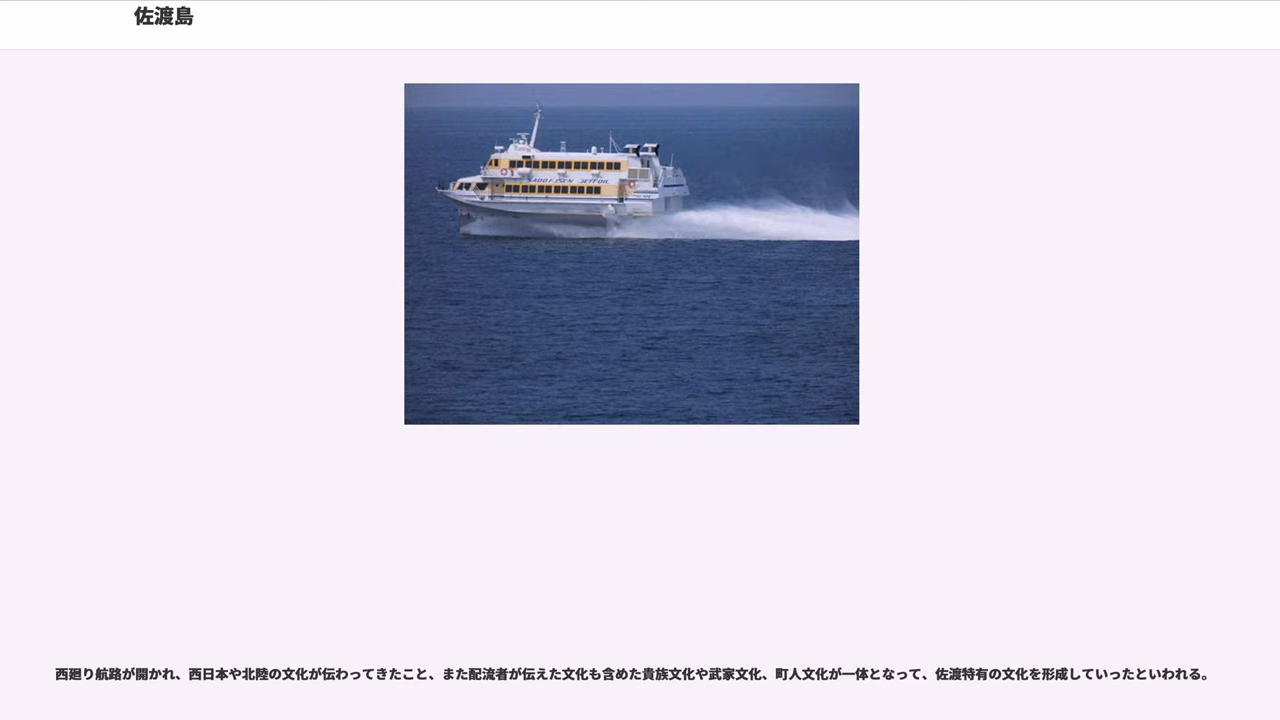 佐渡島
SADO KISEN JETFOIL
西廻り航路が開かれ、西日本や北陸の文化が伝わってきたこと、また配流者が伝えた文化も含めた貴族文化や武家文化、町人文化が一体となって、佐渡特有の文化を形成していったといわれる。